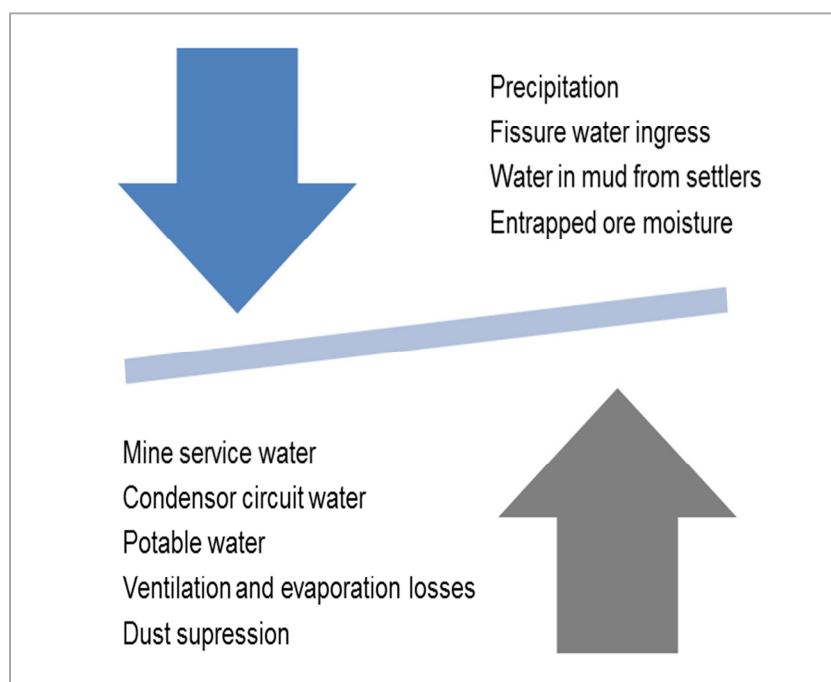 Precipitation
Fissure water ingress
Water in mud from settlers
Entrapped ore moisture
Mine service water
Condensor circuit water
Potable water
Ventilation and evaporation losses
Dust supression